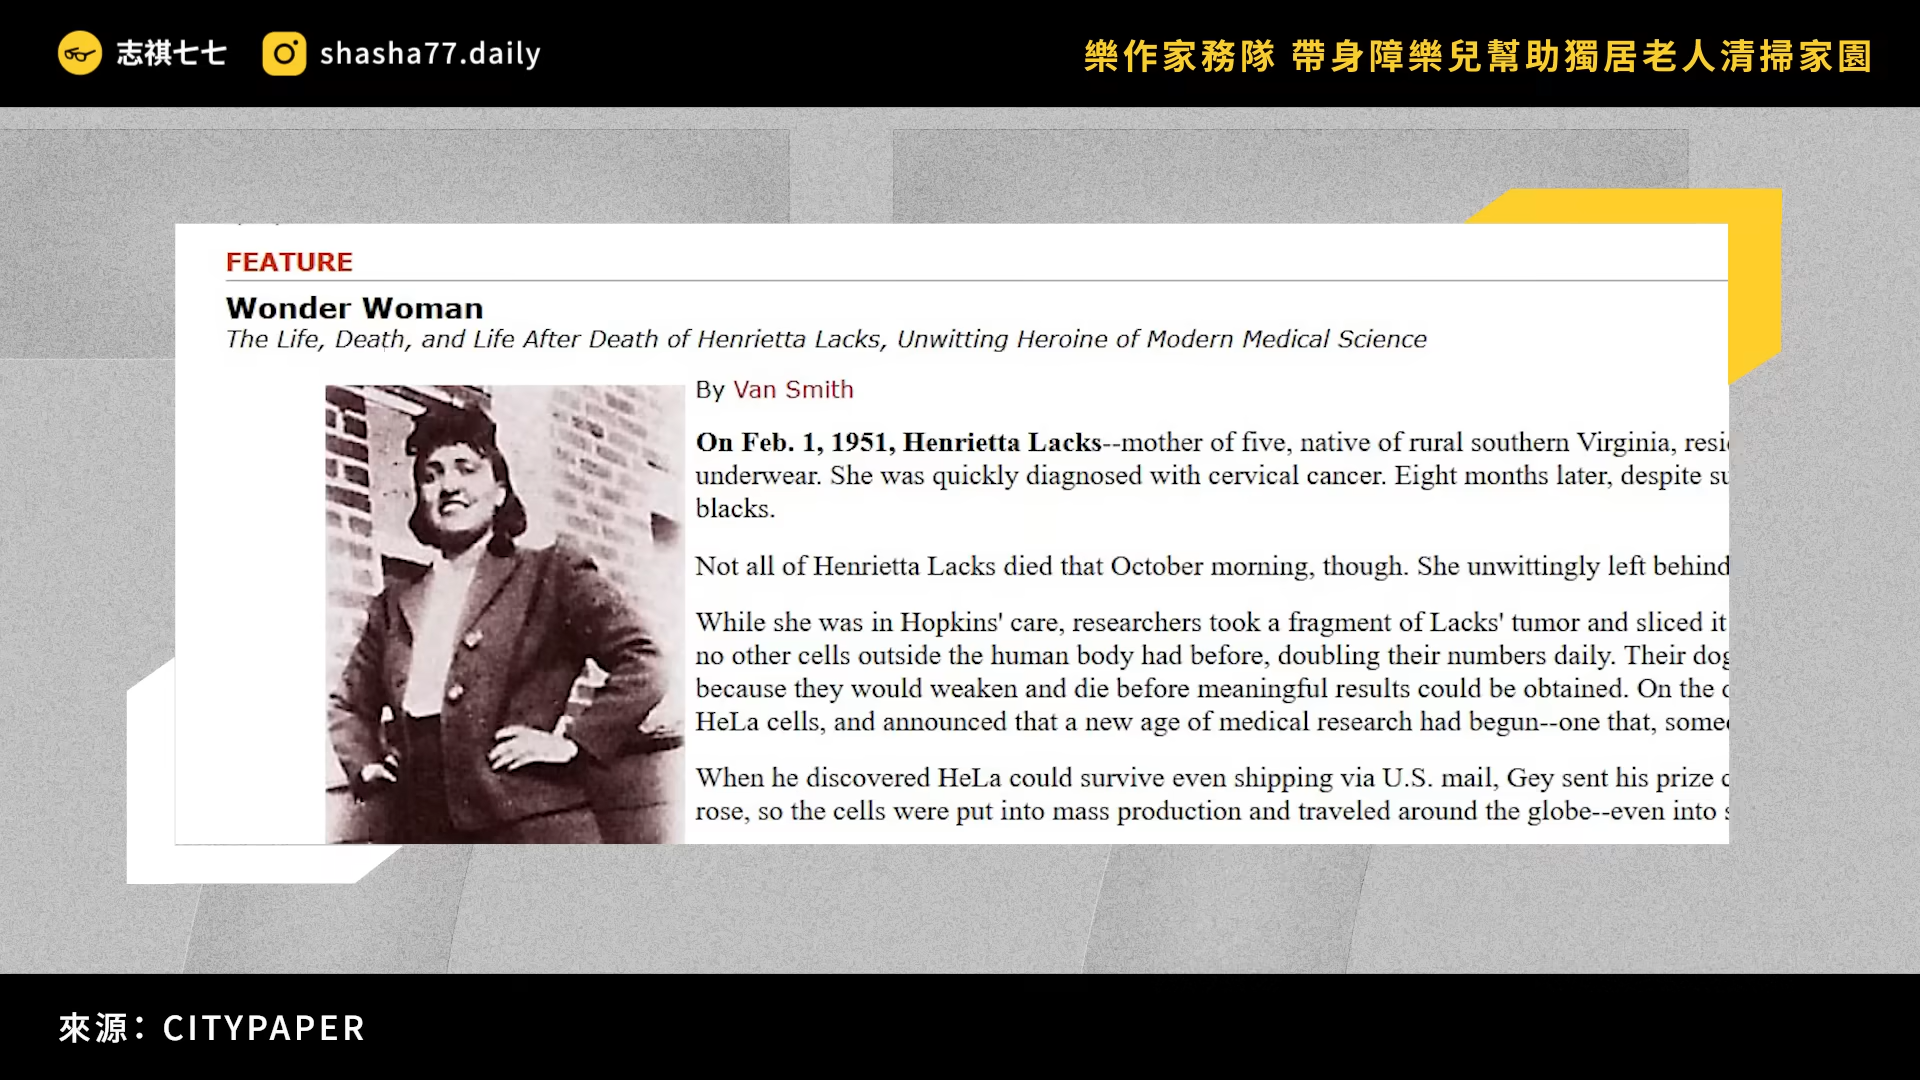 志祺七七
shasha77.daily
樂作家務隊 帶身障樂兒幫助獨居老人清掃家園
FEATURE
Wonder Woman
The Life, Death, and Life After Death of Henrietta Lacks, Unwitting Heroine of Modern Medical Science
By Van Smith
On Feb. 1, 1951, Henrietta Lacks--mother of five, native of rural southern Virginia,
underwear. She was quickly diagnosed with cervical cancer. Eight months later, despite
blacks.
Not all of Henrietta Lacks died that October morning, though. She unwittingly left behind
While she was in Hopkins' care, researchers took a fragment of Lacks' tumor and sliced it
no other cells outside the human body had before, doubling their numbers daily. Their
because they would weaken and die before meaningful results could be obtained. On the
HeLa cells, and announced that a new age of medical research had begun--one that,
When he discovered HeLa could survive even shipping via U.S. mail, Gey sent his prize
rose, so the cells were put into mass production and traveled around the globe--even into
來源：CITYPAPER